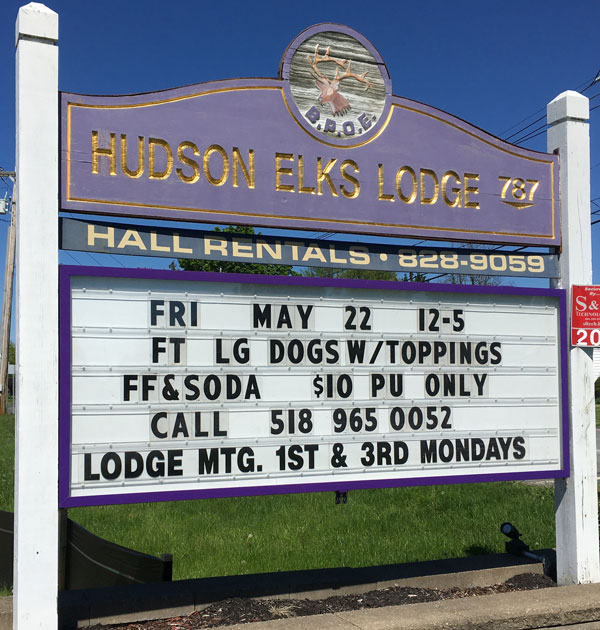 B.P.O.E.
HUDSON ELKS LODGE 787
HALL RENTALS • 828-9059
FRI MAY 22 12-5
FT LG DOGS W/TOPPINGS
FF&SODA $10 PU ONLY
CALL 518 965 0052
LODGE MTG. 1ST & 3RD MONDAYS
S&
20